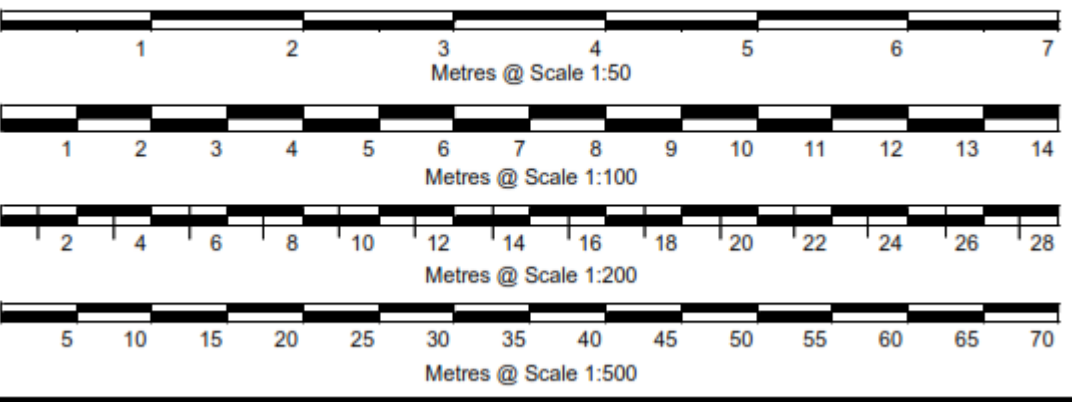 1 2 3 4 5 6 7
Metres @ Scale 1:50
1 2 3 4 5 6 7 8 9 10 11 12 13 14
Metres @ Scale 1:100
2 4 6 8 10 12 14 16 18 20 22 24 26 28
Metres @ Scale 1:200
5 10 15 20 25 30 35 40 45 50 55 60 65 70
Metres @ Scale 1:500